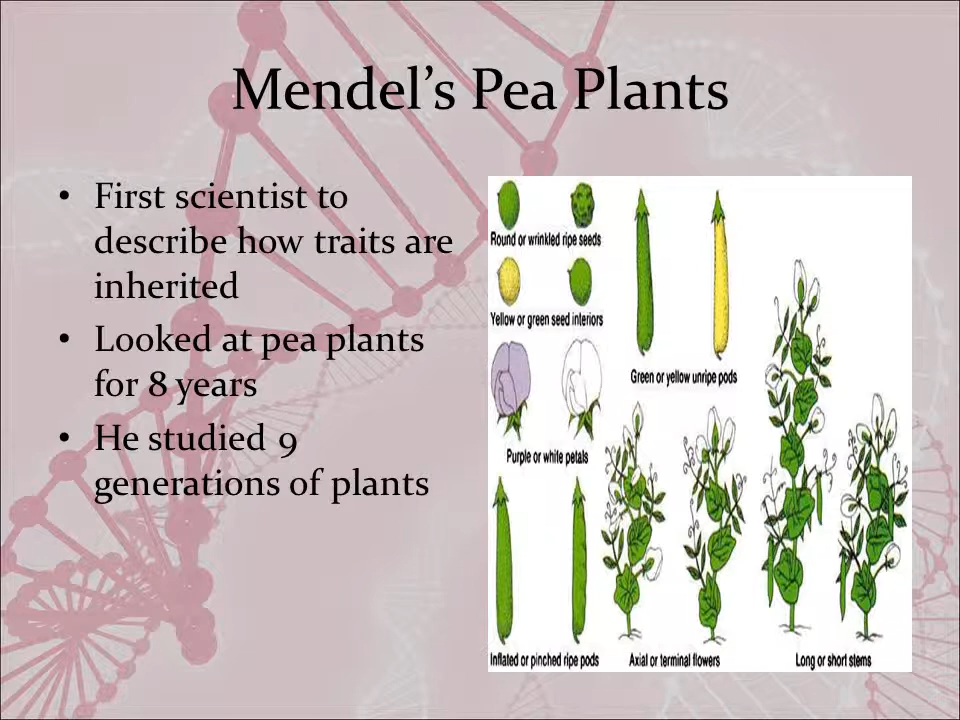 Mendel’s Pea Plants
• First scientist to
describe how traits are
inherited
• Looked at pea plants
for 8 years
• He studied 9
generations of plants
Round or wrinkled ripe seeds
Yellow or green seed interiors
Green or yellow unripe pods
Purple or white petals
Inflated or pinched ripe pods
Axial or terminal flowers
Long or short stems